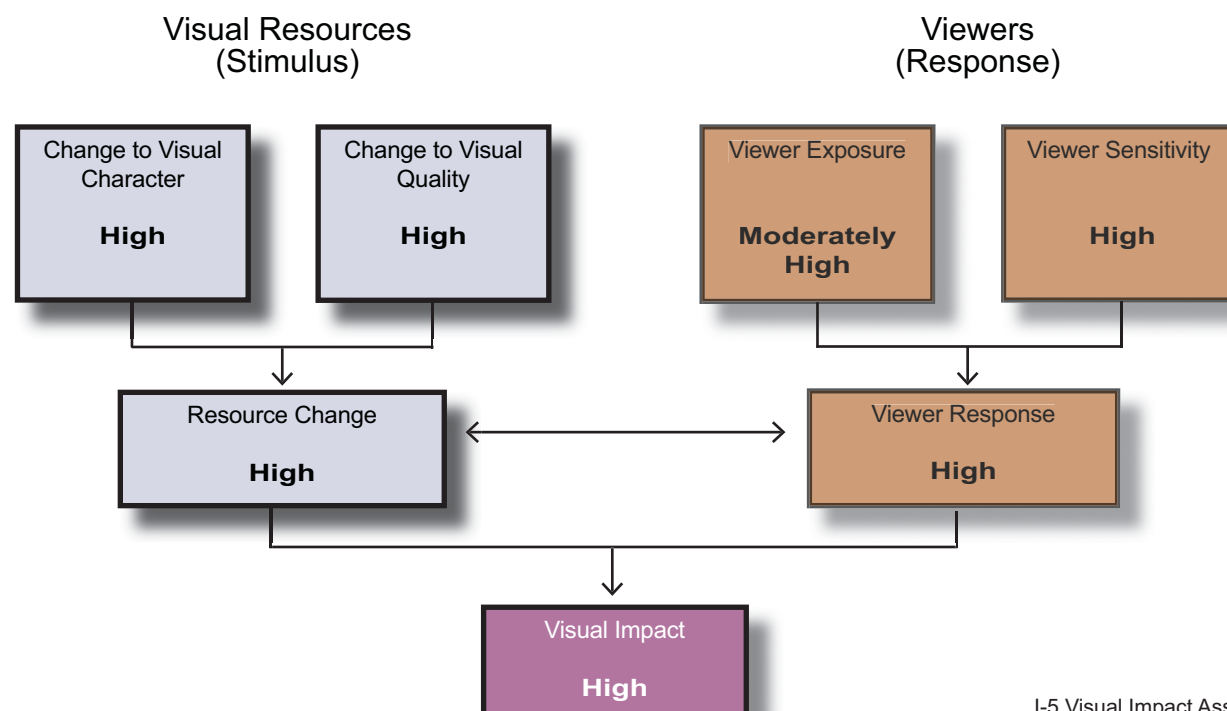 Visual Resources
(Stimulus)
Viewers
(Response)
Change to Visual
Character
High
Change to Visual
Quality
High
Viewer Exposure
Moderately
High
Viewer Sensitivity
High
Resource Change
High
Viewer Response
High
Visual Impact
High
I-5 Visual Impact Ass